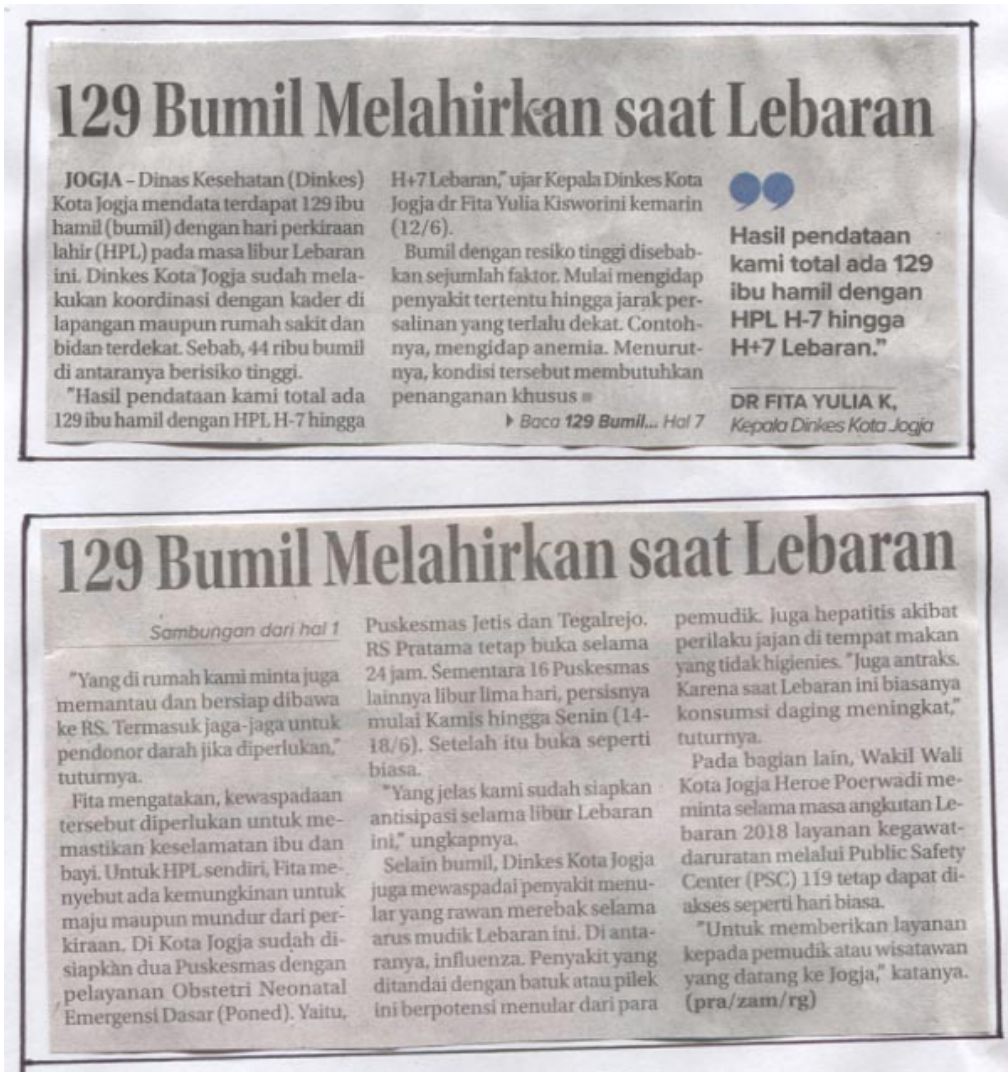 129 Bumil Melahirkan saat Lebaran
JOGJA – Dinas Kesehatan (Dinkes)
Kota Jogja mendata terdapat 129 ibu
hamil (bumil) dengan hari perkiraan
lahir (HPL) pada masa libur Lebaran
ini. Dinkes Kota Jogja sudah mela-
kukan koordinasi dengan kader di
lapangan maupun rumah sakit dan
bidan terdekat. Sebab, 44 ribu bumil
di antaranya berisiko tinggi.
"Hasil pendataan kami total ada
129 ibu hamil dengan HPL H-7 hingga
H+7 Lebaran," ujar Kepala Dinkes Kota
Jogja dr Fita Yulia Kisworini kemarin
(12/6).
Bumil dengan resiko tinggi disebab-
kan sejumlah faktor. Mulai mengidap
penyakit tertentu hingga jarak per-
salinan yang terlalu dekat. Contoh-
nya, mengidap anemia. Menurut-
nya, kondisi tersebut membutuhkan
penanganan khusus
Baca 129 Bumil... Hal 7
Hasil pendataan
kami total ada 129
ibu hamil dengan
HPL H-7 hingga
H+7 Lebaran."
DR FITA YULIA K,
Kepala Dinkes Kota Jogja
129 Bumil Melahirkan saat Lebaran
Sambungan dari hal 1
"Yang di rumah kami minta juga
memantau dan bersiap dibawa
ke RS. Termasuk jaga-jaga untuk
pendonor darah jika diperlukan,"
tuturnya.
Fita mengatakan, kewaspadaan
tersebut diperlukan untuk me-
mastikan keselamatan ibu dan
bayi. Untuk HPL sendiri, Fita me-
nyebut ada kemungkinan untuk
maju maupun mundur dari per-
kiraan. Di Kota Jogja sudah di-
siapkan dua Puskesmas dengan
pelayanan Obstetri Neonatal
Emergensi Dasar (Poned). Yaitu,
Puskesmas Jetis dan Tegalrejo.
RS Pratama tetap buka selama
24 jam. Sementara 16 Puskesmas
lainnya libur lima hari, persisnya
mulai Kamis hingga Senin (14-
18/6). Setelah itu buka seperti
biasa.
"Yang jelas kami sudah siapkan
antisipasi selama libur Lebaran
ini," ungkapnya.
Selain bumil, Dinkes Kota Jogja
juga mewaspadai penyakit menu-
lar yang rawan merebak selama
arus mudik Lebaran ini. Di anta-
ranya, influenza. Penyakit yang
ditandai dengan batuk atau pilek
ini berpotensi menular dari para
pemudik. Juga hepatitis akibat
perilaku jajan di tempat makan
yang tidak higienies. "Juga antraks.
Karena saat Lebaran ini biasanya
konsumsi daging meningkat,"
tuturnya.
Pada bagian lain, Wakil Wali
Kota Jogja Heroe Poerwadi me-
minta selama masa angkutan Le-
baran 2018 layanan kegawat-
daruratan melalui Public Safety
Center (PSC) 119 tetap dapat di-
akses seperti hari biasa.
"Untuk memberikan layanan
kepada pemudik atau wisatawan
yang datang ke Jogja," katanya.
(pra/zam/rg)